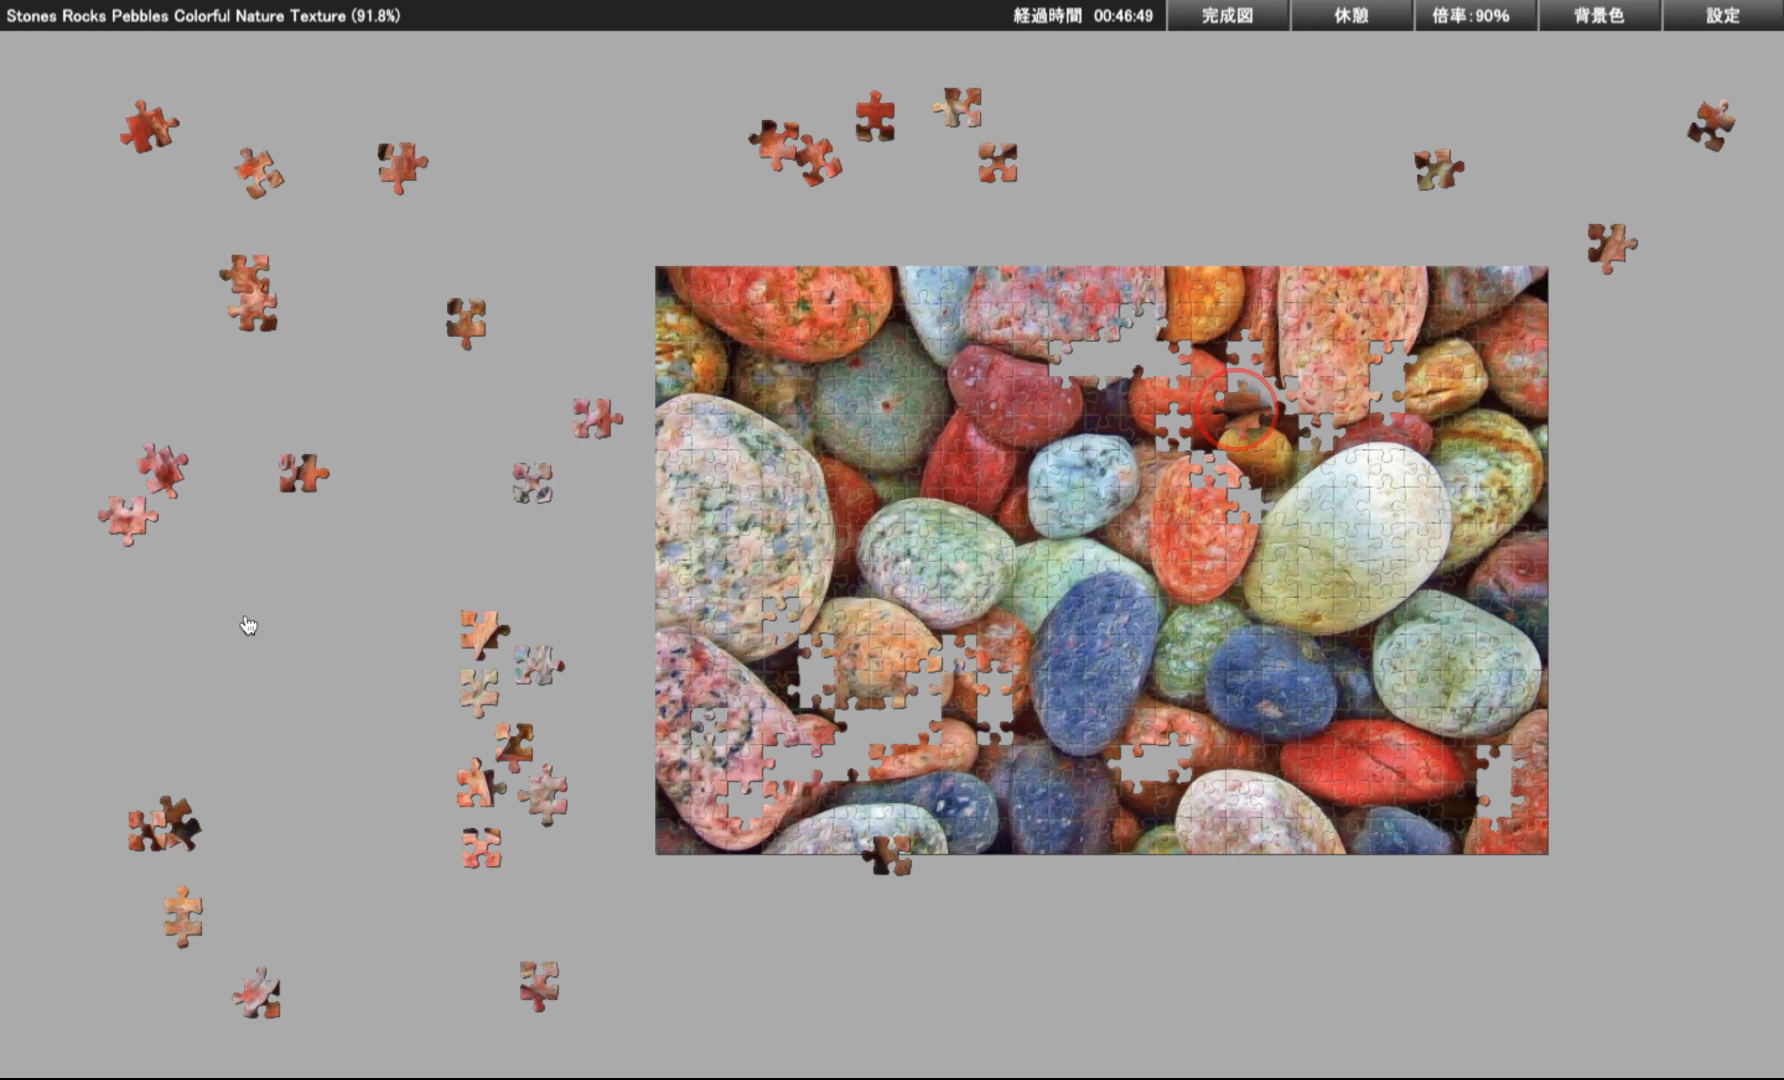 Stones Rocks Pebbles Colorful Nature Texture (91.8%)
経過時間 00:46:49
完成図
休憩
倍率:90%
背景色
設定